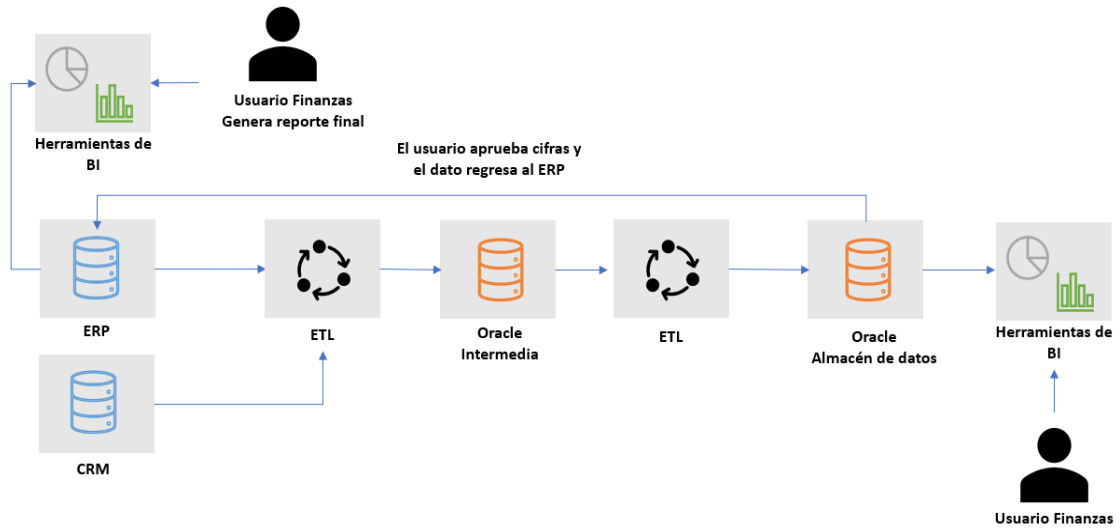 Usuario Finanzas
Genera reporte final
Herramientas de
BI
El usuario aprueba cifras y
el dato regresa al ERP
ERP
ETL
Oracle
Intermedia
ETL
Oracle
Almacén de datos
Herramientas de
BI
CRM
Usuario Finanzas